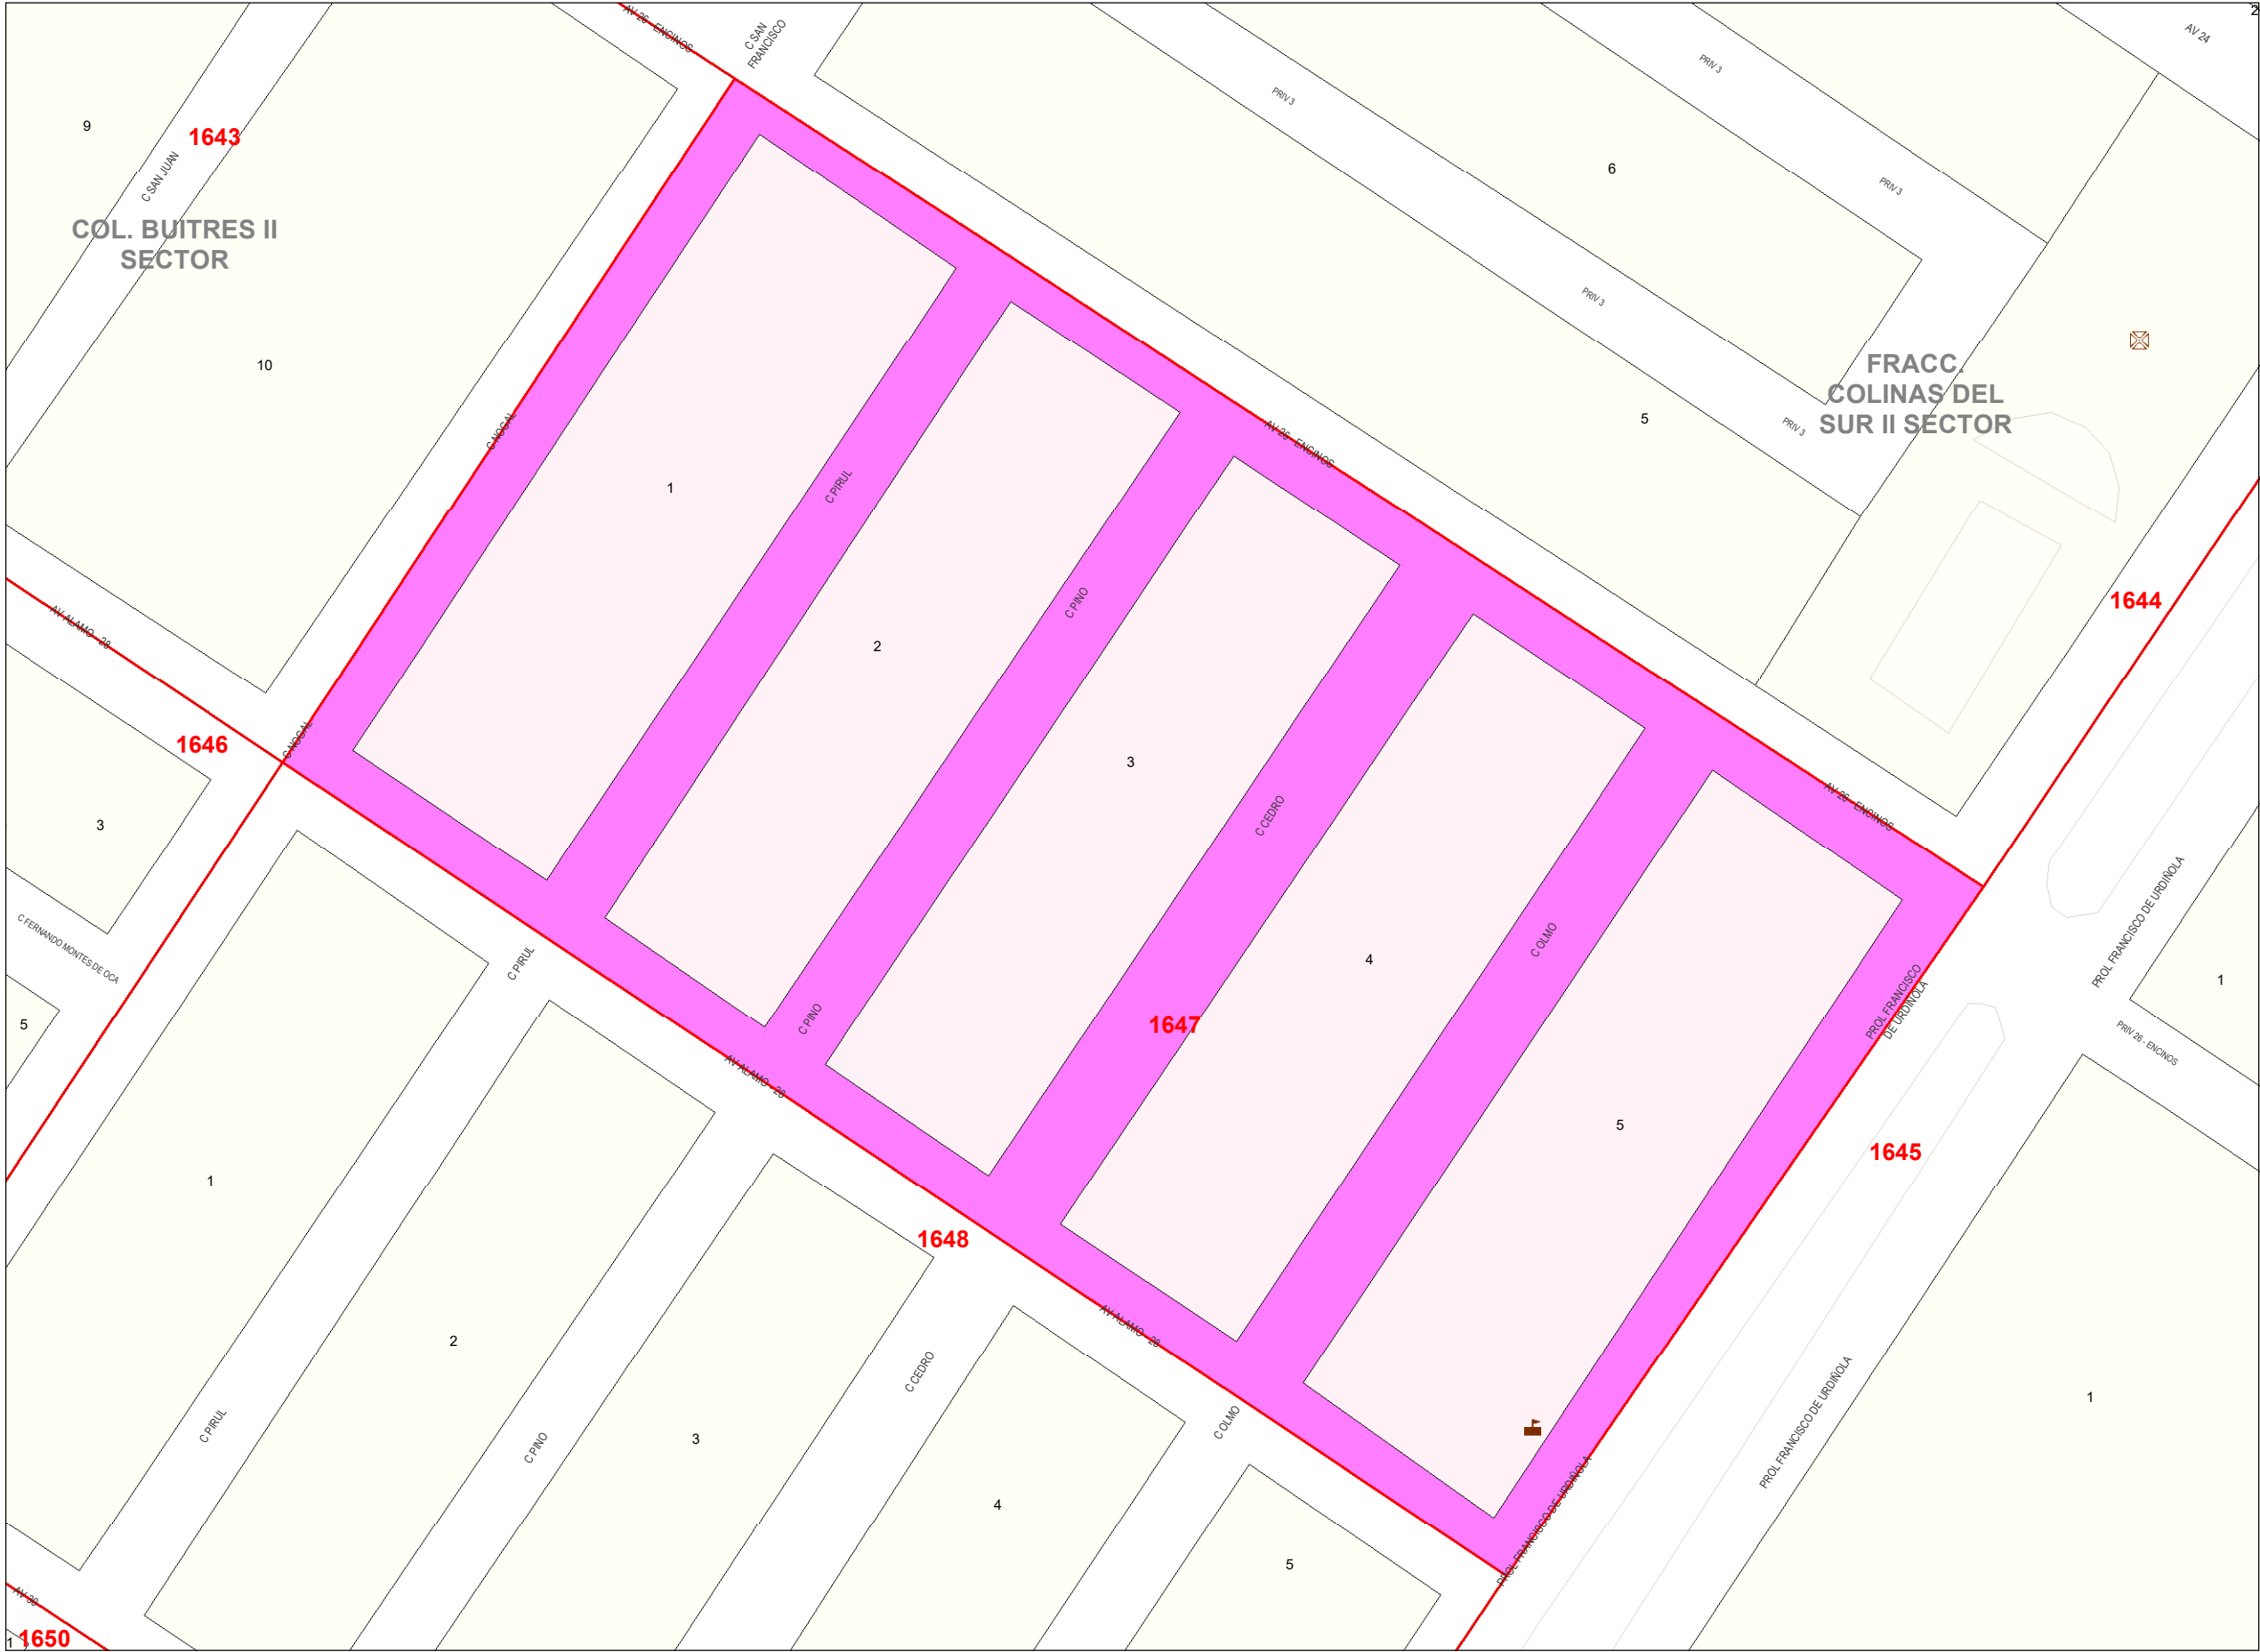 AV 26 - ENCINOS
C SAN
FRANCISCO
2
AV 24
PRIV 3
PRIV 3
9
1643
C SAN JUAN
6
PRIV 3
COL. BUITRES II
SECTOR
PRIV 3
10
FRACC.
COLINAS DEL
SUR II SECTOR
5
PRIV 3
C NOGAL
AV 26 - ENCINOS
1
C PIRUL
1644
C PINO
AV ALAMO - 28
2
1646
C NOGAL
3
3
C CEDRO
AV 26 - ENCINOS
C FERNANDO MONTES DE OCA
C PIRUL
4
C OLMO
PROL FRANCISCO DE URDIÑOLA
1
5
C PINO
1647
PROL FRANCISCO
DE URDIÑOLA
PRIV 26 - ENCINOS
AV ALAMO - 28
5
1645
1
1648
AV ALAMO - 28
2
C CEDRO
1
C PIRUL
C PINO
3
C OLMO
PROL FRANCISCO DE URDIÑOLA
4
PROL FRANCISCO DE URDIÑOLA
5
AV 30
1
1650